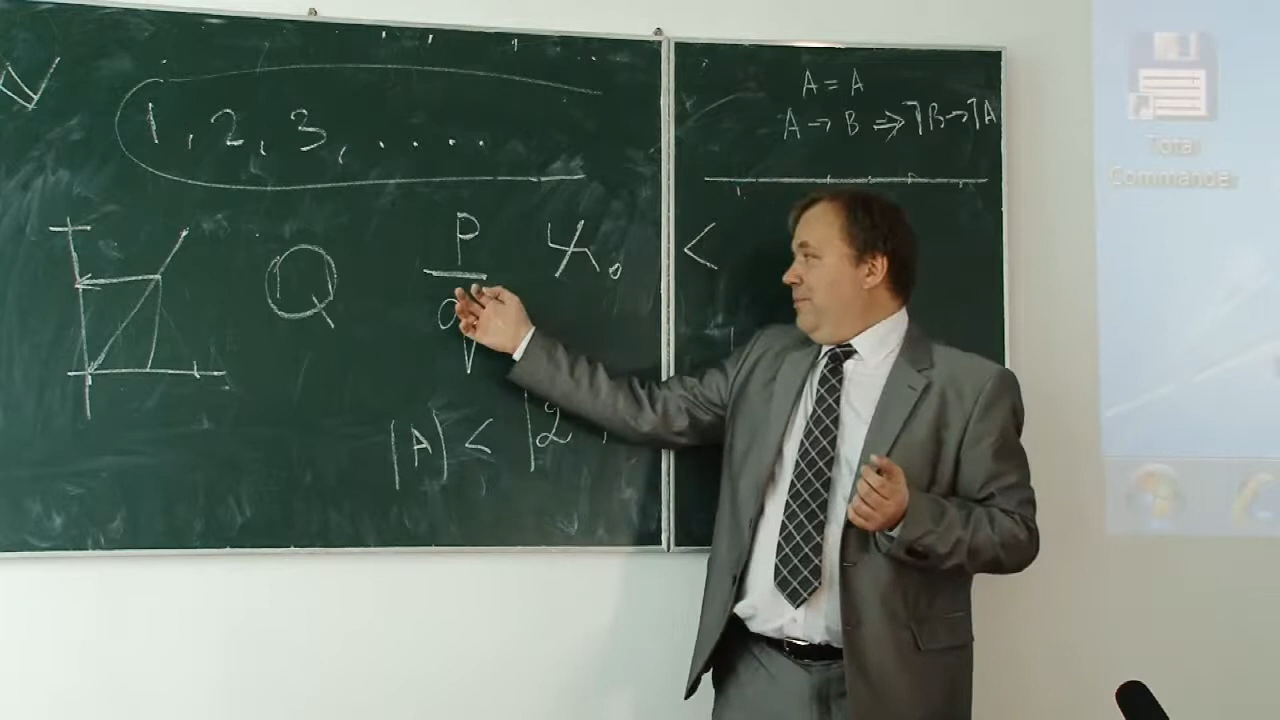 N
1, 2, 3, .....
A = A
A → B ⇒ ⌐B → ⌐A
Q
P
ℵ₀ <
q
|A| < |2
Total
Commander